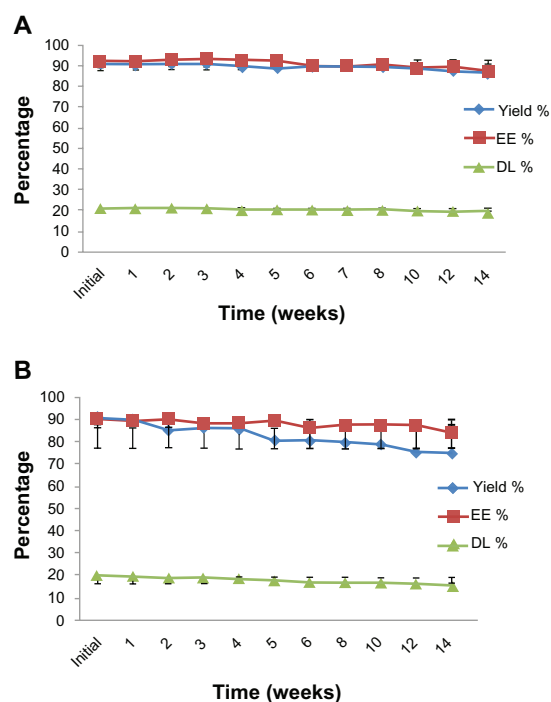 A
100
90
80
70
60
50
40
30
20
10
0
Percentage
Initial 1 2 3 4 5 6 7 8 10 12 14
Time (weeks)
Yield %
EE %
DL %
B
100
90
80
70
60
50
40
30
20
10
0
Percentage
Initial 1 2 3 4 5 6 8 10 12 14
Time (weeks)
Yield %
EE %
DL %